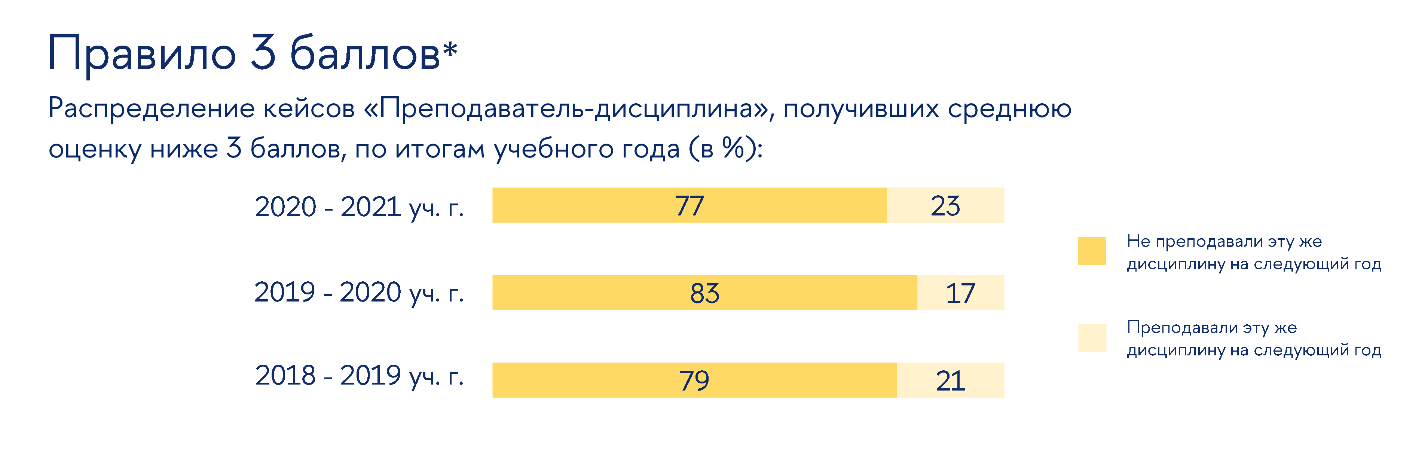 Правило 3 баллов*
Распределение кейсов «Преподаватель-дисциплина», получивших среднюю
оценку ниже 3 баллов, по итогам учебного года (в %):
2020 - 2021 уч. г. 77 23
2019 - 2020 уч. г. 83 17
2018 - 2019 уч. г. 79 21
Не преподавали эту же
дисциплину на следующий год
Преподавали эту же
дисциплину на следующий год